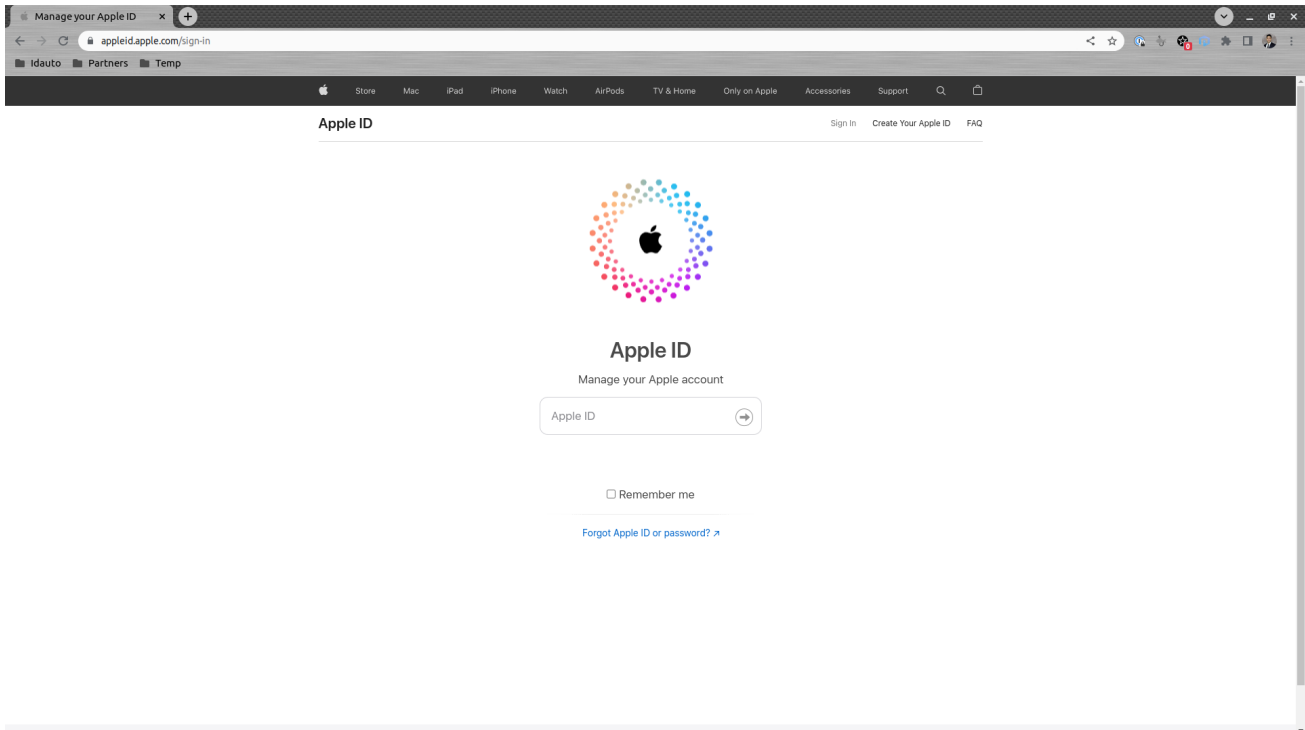 Manage your Apple ID
appleid.apple.com/sign-in
Idauto Partners Temp
Store Mac iPad iPhone Watch AirPods TV & Home Only on Apple Accessories Support
Apple ID Sign In Create Your Apple ID FAQ
Apple ID
Manage your Apple account
Apple ID
Remember me
Forgot Apple ID or password? ↗